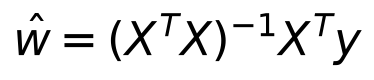 ŵ = (XᵀX)⁻¹Xᵀy